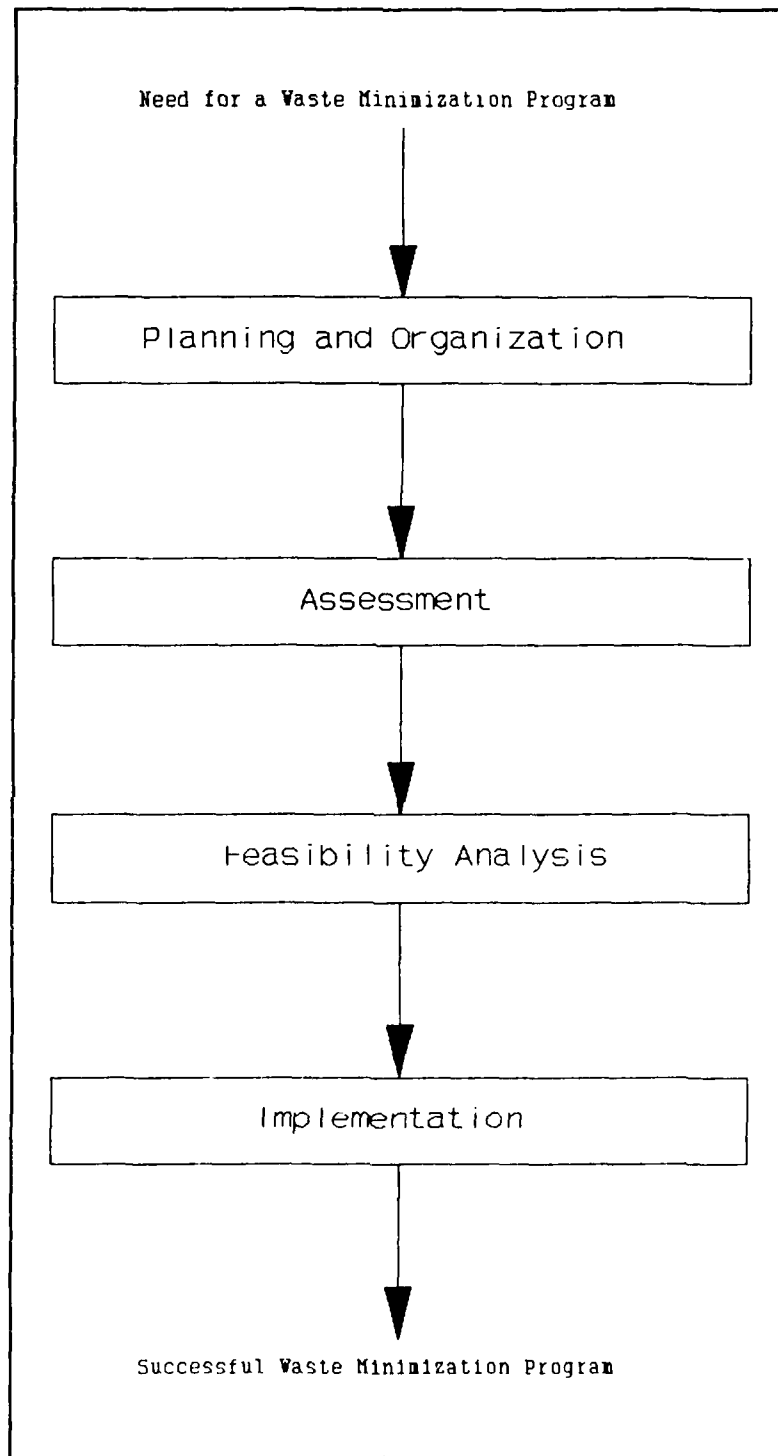 Need for a Waste Minimization Program
Planning and Organization
Assessment
Feasibility Analysis
Implementation
Successful Waste Minimization Program